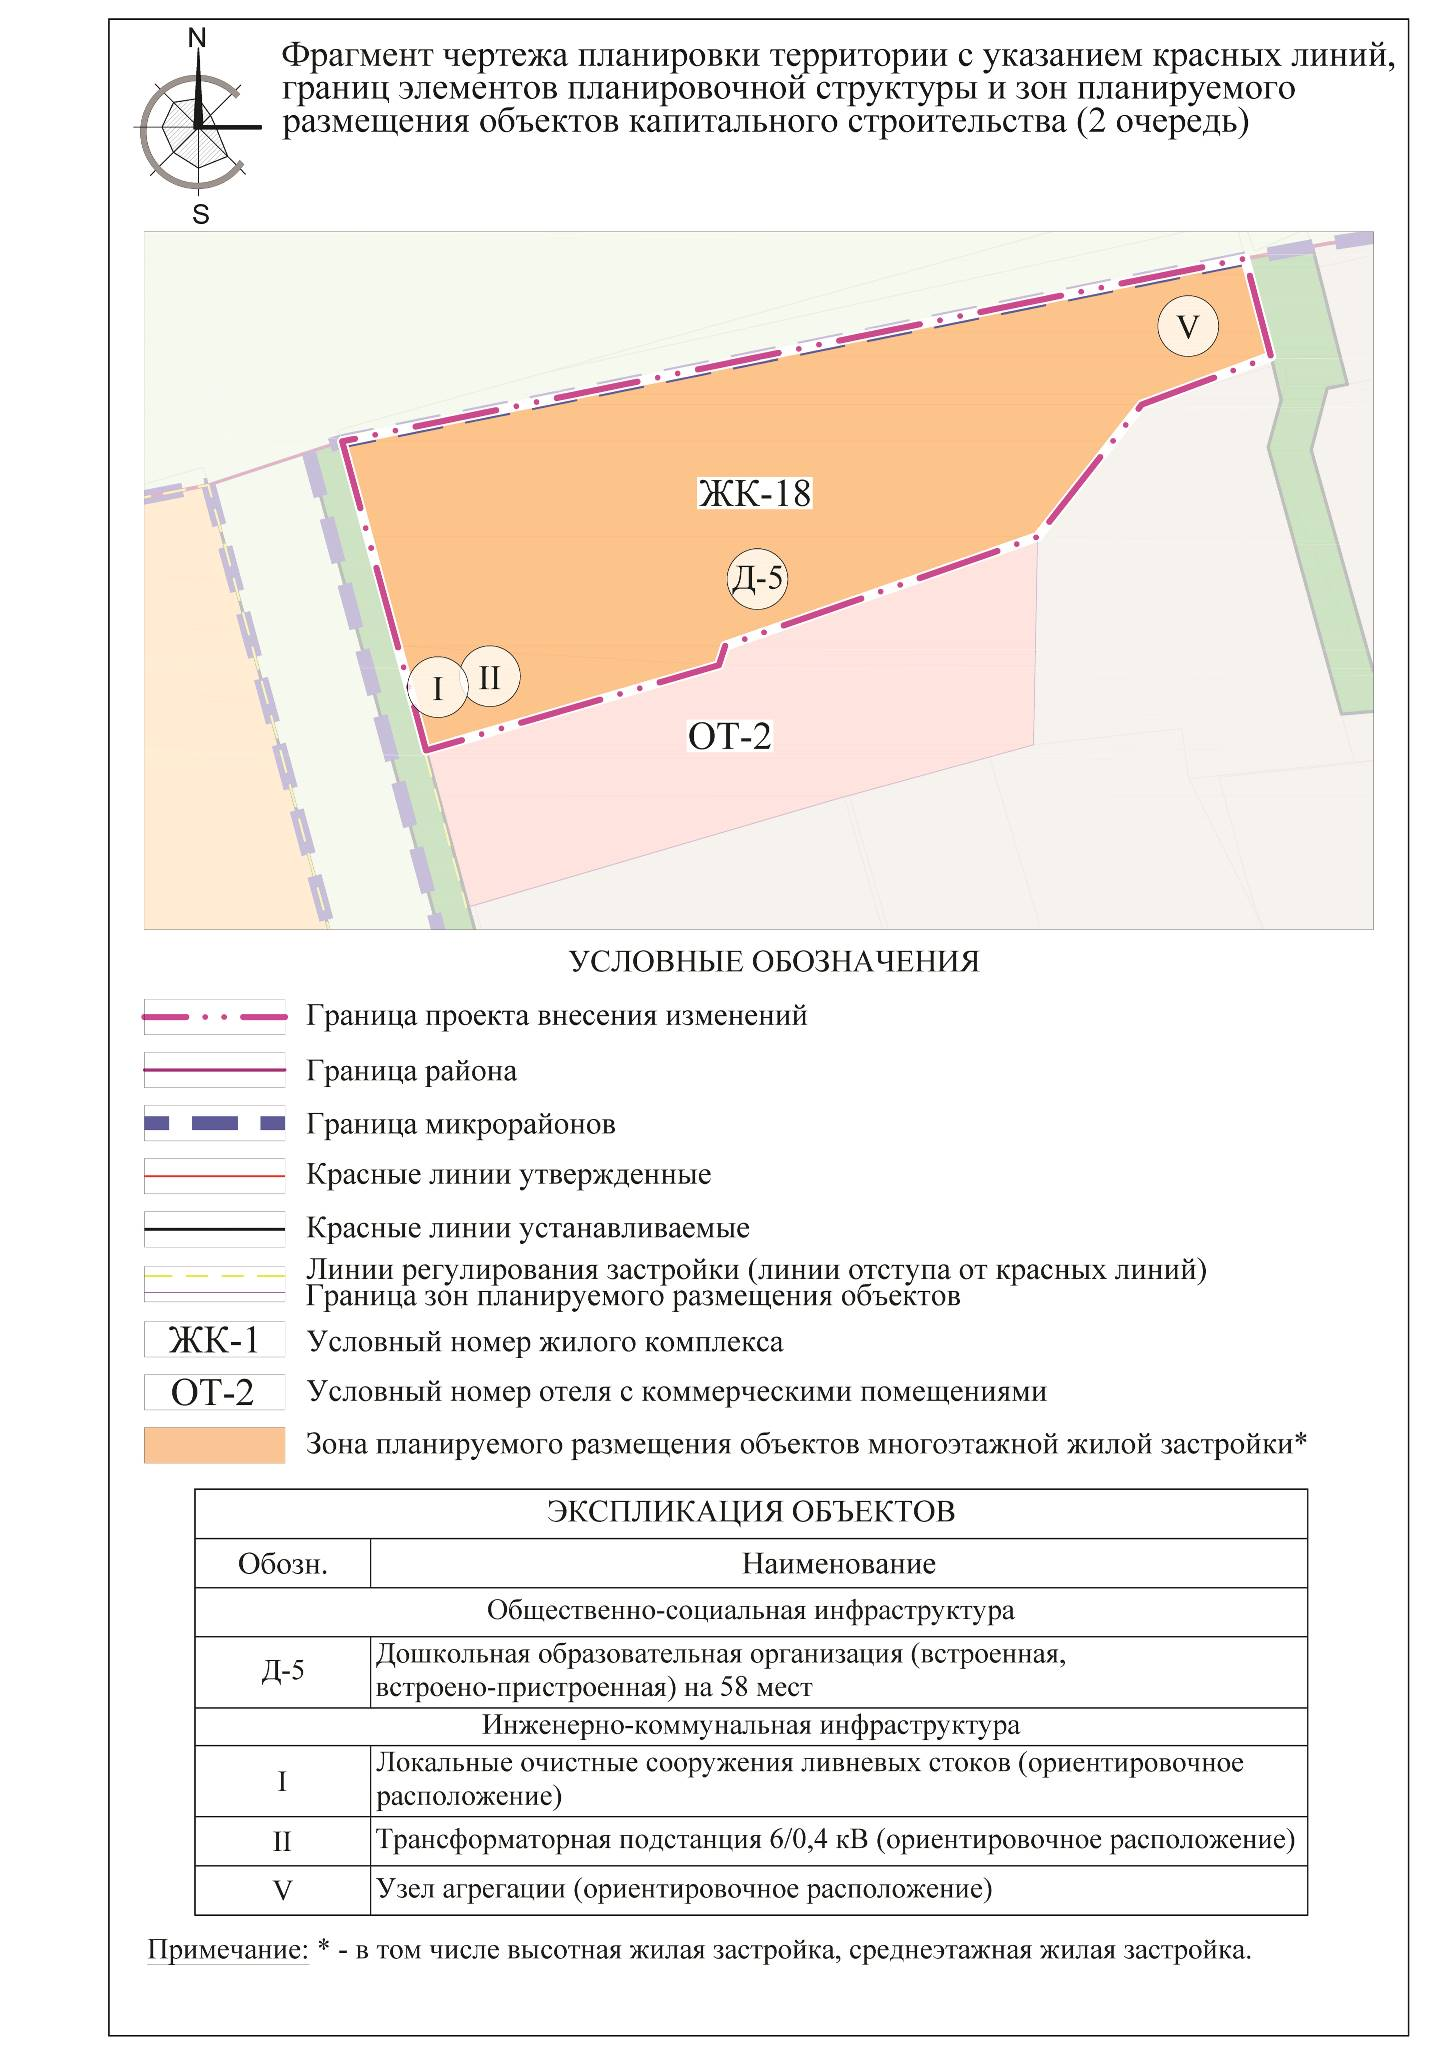 N
S
Фрагмент чертежа планировки территории с указанием красных линий,
границ элементов планировочной структуры и зон планируемого
размещения объектов капитального строительства (2 очередь)
V
ЖК-18
Д-5
I
II
ОТ-2
УСЛОВНЫЕ ОБОЗНАЧЕНИЯ
Граница проекта внесения изменений
Граница района
Граница микрорайонов
Красные линии утвержденные
Красные линии устанавливаемые
Линии регулирования застройки (линии отступа от красных линий)
Граница зон планируемого размещения объектов
ЖК-1 Условный номер жилого комплекса
ОТ-2 Условный номер отеля с коммерческими помещениями
Зона планируемого размещения объектов многоэтажной жилой застройки*
ЭКСПЛИКАЦИЯ ОБЪЕКТОВ
Обозн. Наименование
Общественно-социальная инфраструктура
Д-5 Дошкольная образовательная организация (встроенная,
встроено-пристроенная) на 58 мест
Инженерно-коммунальная инфраструктура
I Локальные очистные сооружения ливневых стоков (ориентировочное
расположение)
II Трансформаторная подстанция 6/0,4 кВ (ориентировочное расположение)
V Узел агрегации (ориентировочное расположение)
Примечание: * - в том числе высотная жилая застройка, среднеэтажная жилая застройка.